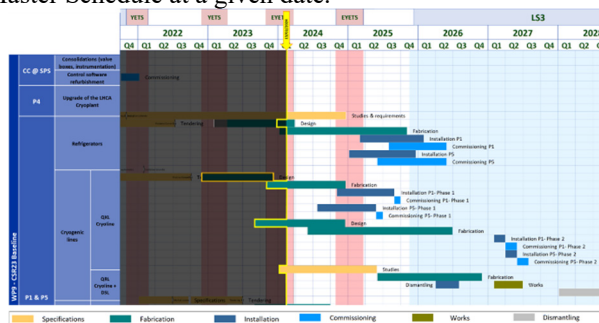 Master Schedule at a given date.
YETS YETS EYETS EYETS LS3
2022 2023 2024 2025 2026 2027 2028
Q4 Q1 Q2 Q3 Q4 Q1 Q2 Q3 Q4 Q1 Q2 Q3 Q4 Q1 Q2 Q3 Q4 Q1 Q2 Q3 Q4 Q1 Q2 Q3 Q4 Q1
WP9 - CSR23 Baseline
CC @ SPS
Consolidations (valve
boxes, instrumentation)
Control software
refurbishment
Commissioning
P4
Upgrade of the LHCA
Cryoplant
P1 & P5
Refrigerators
Studies & requirements
Tendering
Design
Fabrication
Installation P1
Commissioning P1
Installation P5
Commissioning P5
Cryogenic
lines
QXL
Cryoline
Design
Fabrication
Installation P1- Phase 1
Commissioning P1- Phase 1
Installation P5- Phase 1
Commissioning P5- Phase 1
Design
Fabrication
Installation P1- Phase 2
Commissioning P1- Phase 2
Installation P5- Phase 2
Commissioning P5- Phase 2
QRL
Cryoline +
DSL
Studies
Fabrication
Dismantling
Works
Specifications
Tendering
Specifications Fabrication Installation Commissioning Works Dismantling